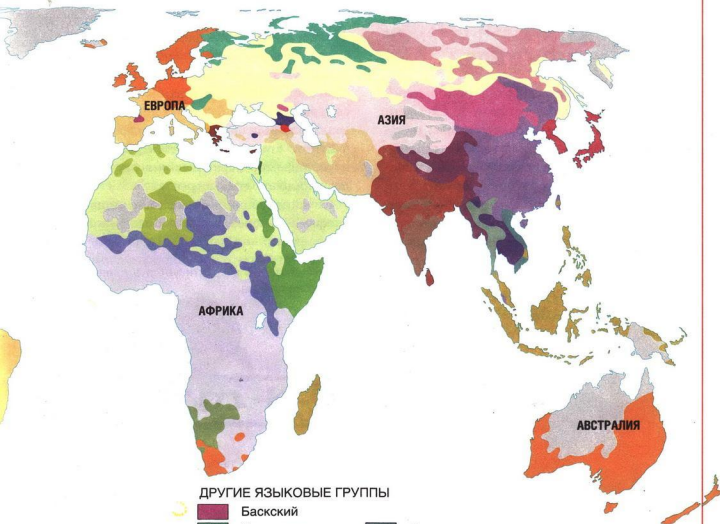 ЕВРОПА
АЗИЯ
АФРИКА
АВСТРАЛИЯ
ДРУГИЕ ЯЗЫКОВЫЕ ГРУППЫ
Баскский